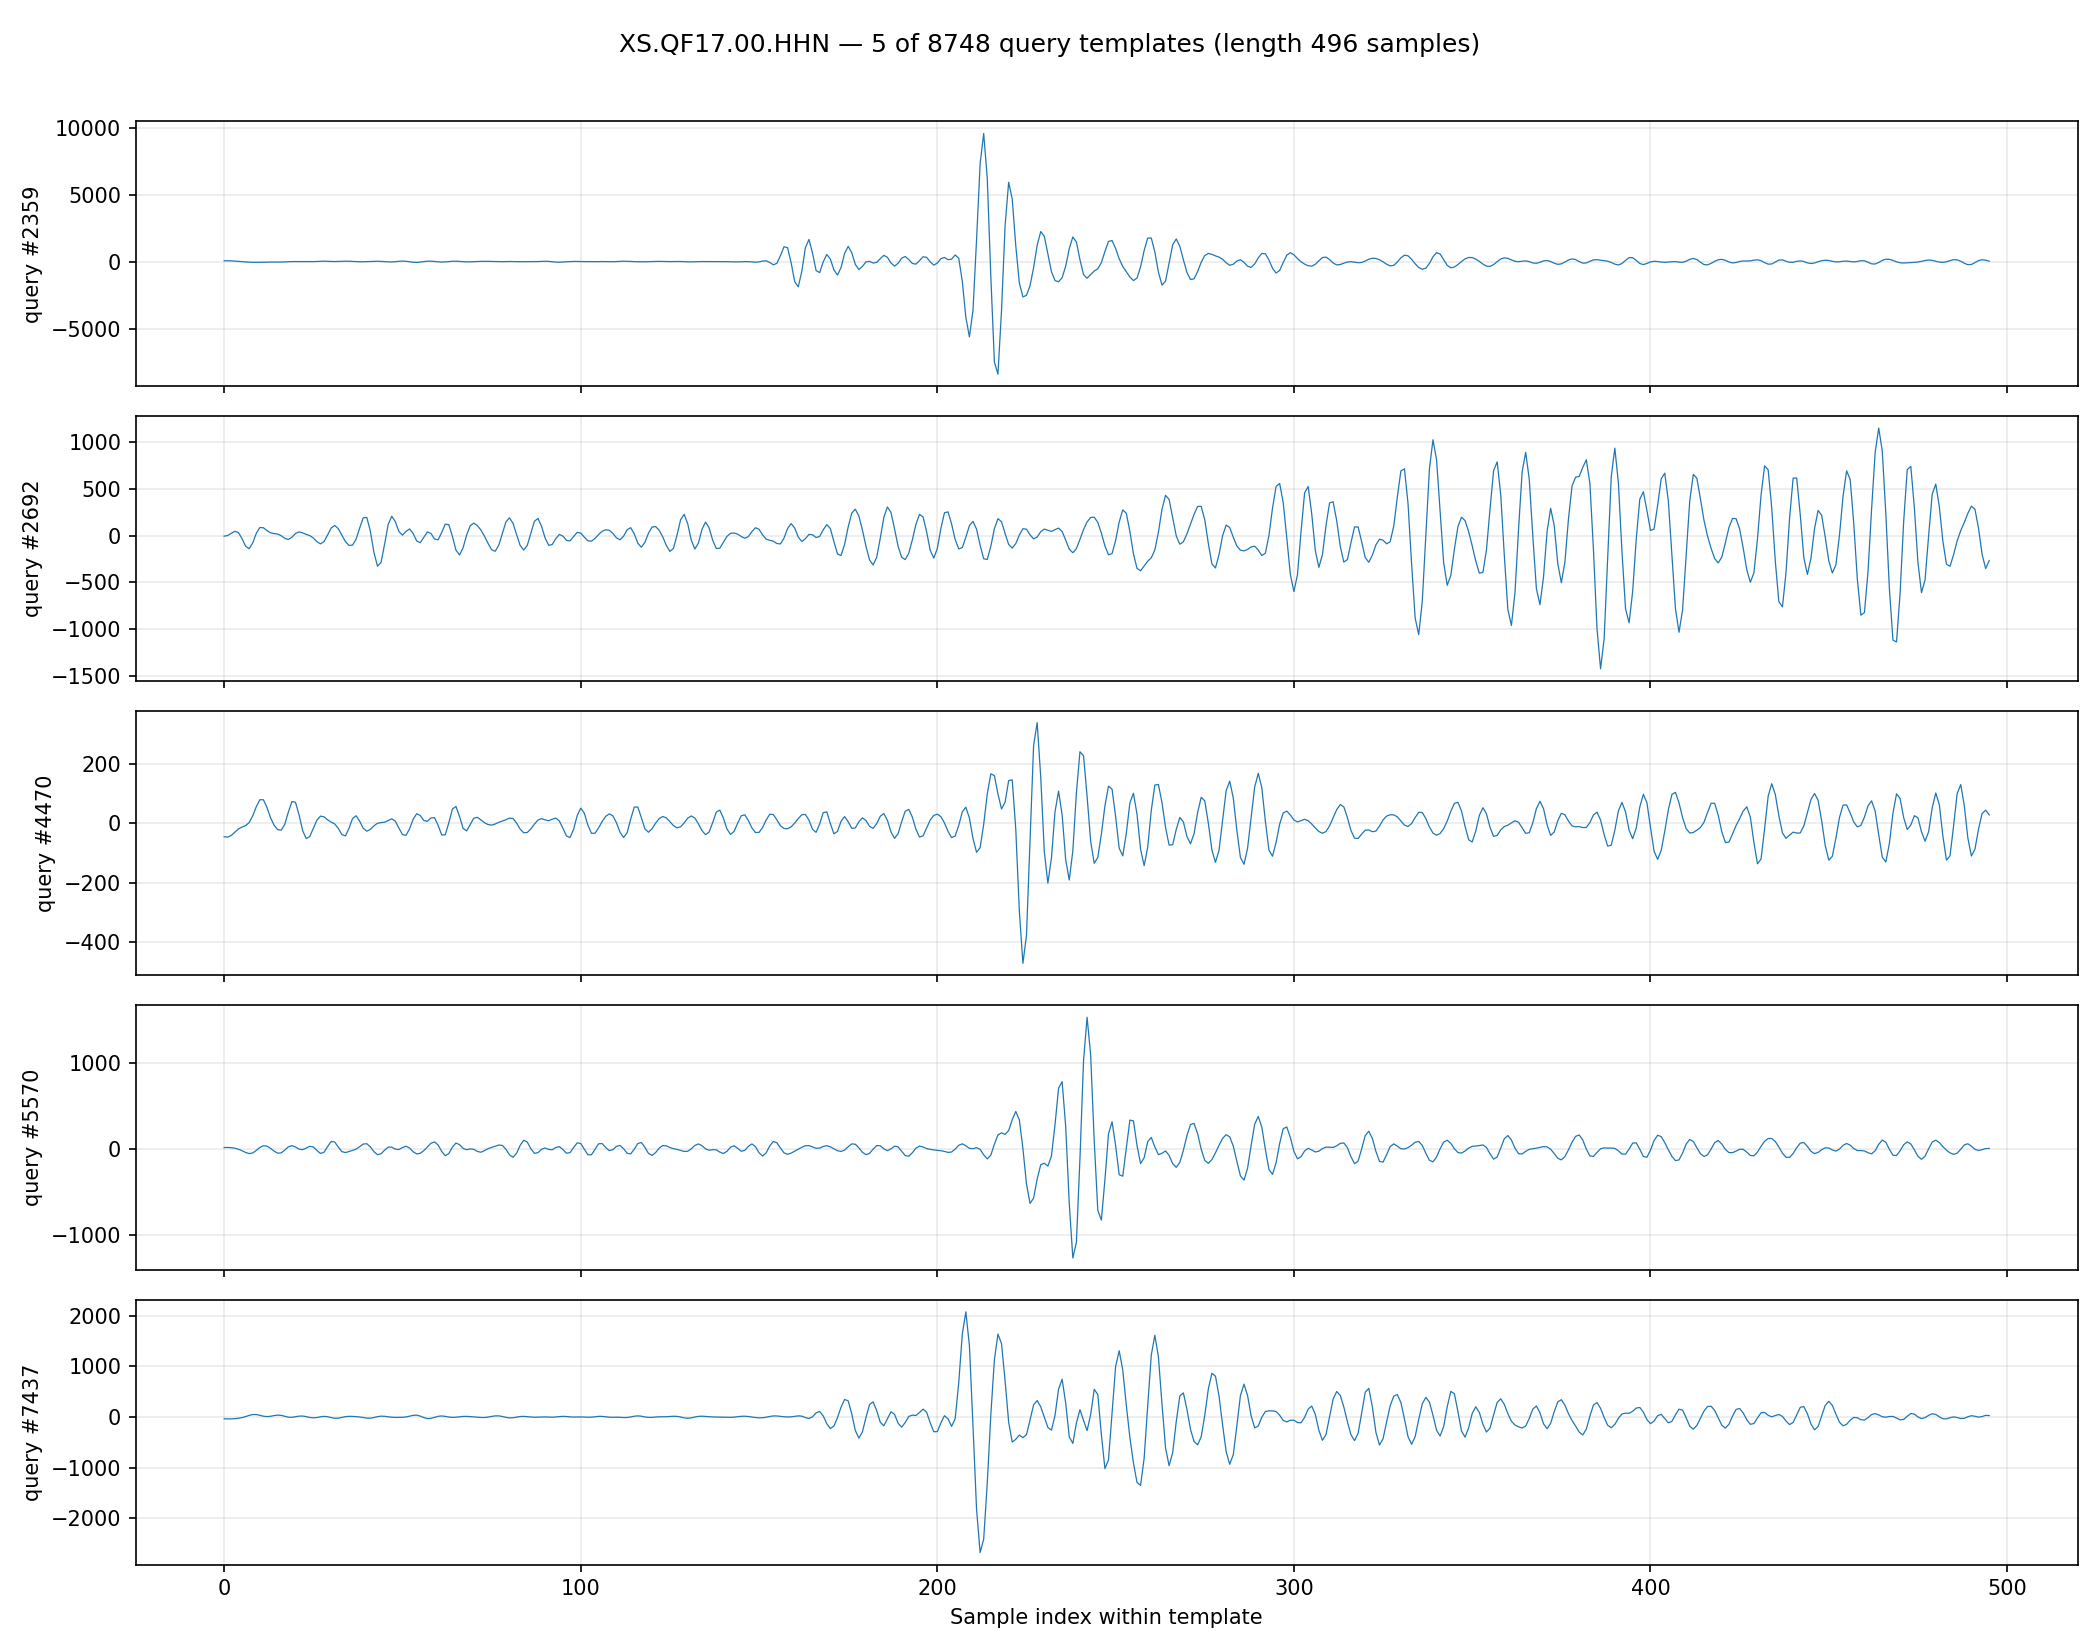 XS.QF17.00.HHN — 5 of 8748 query templates (length 496 samples)
10000
5000
0
−5000
query #2359
1000
500
0
−500
−1000
−1500
query #2692
200
0
−200
−400
query #4470
1000
0
−1000
query #5570
2000
1000
0
−1000
−2000
query #7437
0 100 200 300 400 500
Sample index within template